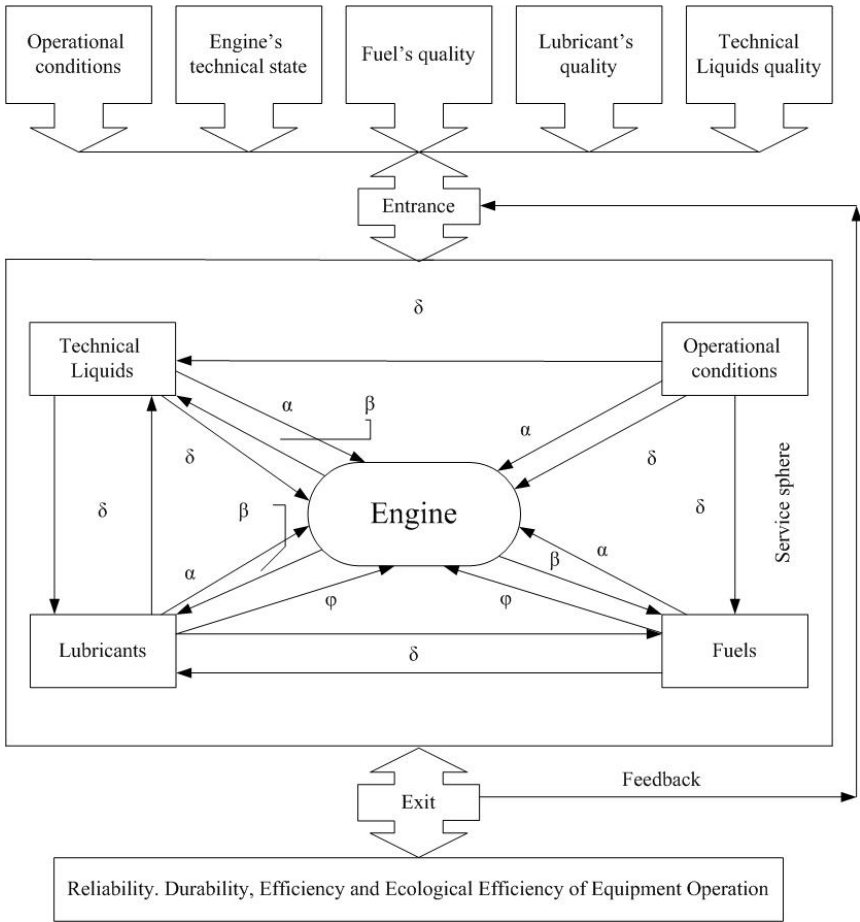 Operational
conditions
Engine's
technical state
Fuel's quality
Lubricant's
quality
Technical
Liquids quality
Entrance
δ
Technical
Liquids
Operational
conditions
α
β
α
δ
δ
δ
δ
Service sphere
Engine
β
α
α
β
φ
φ
Lubricants
δ
Fuels
Feedback
Exit
Reliability. Durability, Efficiency and Ecological Efficiency of Equipment Operation